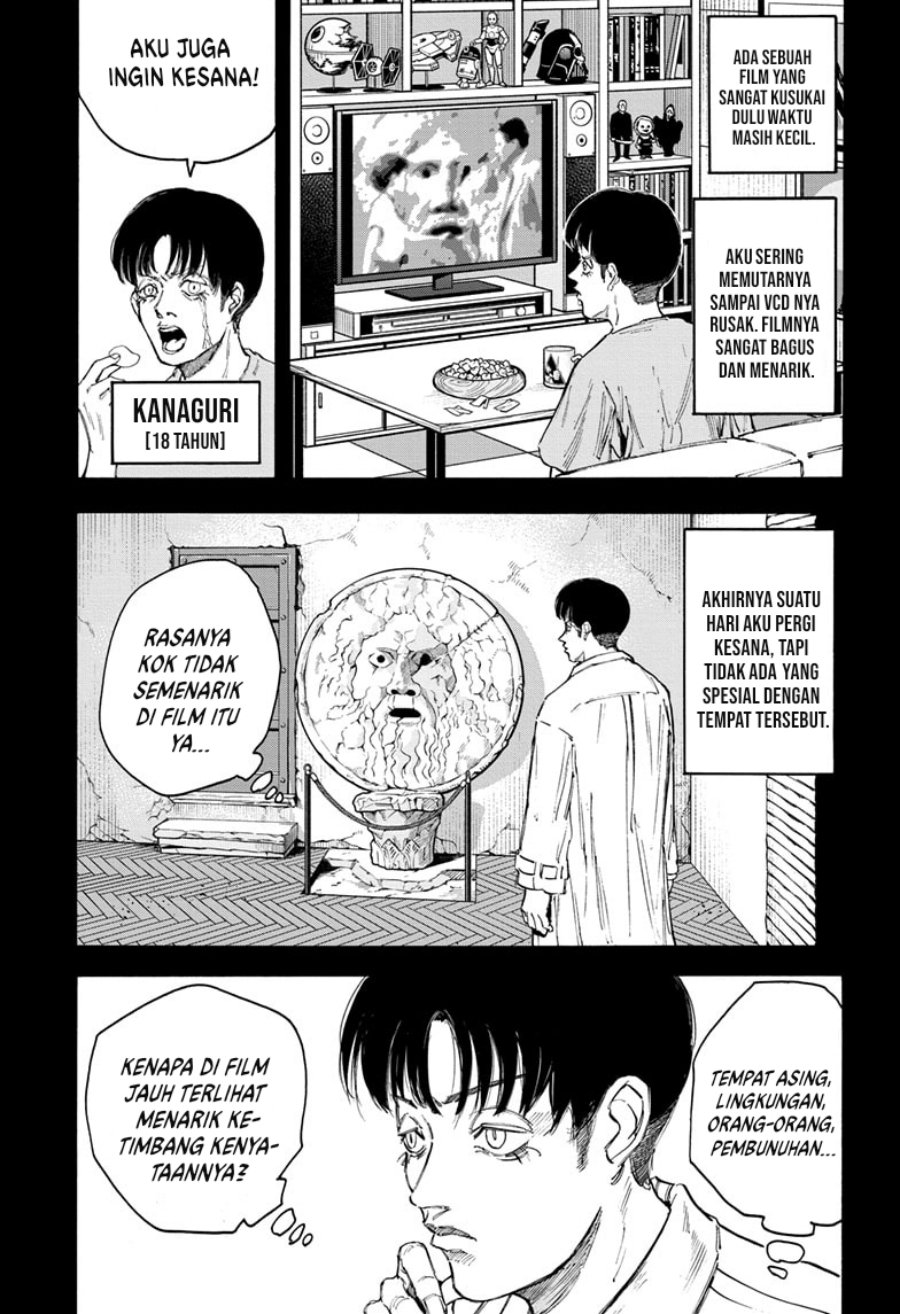 ADA SEBUAH
FILM YANG
SANGAT KUSUKAI
DULU WAKTU
MASIH KECIL.
AKU SERING
MEMUTARNYA
SAMPAI VCD NYA
RUSAK. FILMNYA
SANGAT BAGUS
DAN MENARIK.
AKU JUGA
INGIN KESANA!
KANAGURI
[18 TAHUN]
AKHIRNYA SUATU
HARI AKU PERGI
KESANA, TAPI
TIDAK ADA YANG
SPESIAL DENGAN
TEMPAT TERSEBUT.
RASANYA
KOK TIDAK
SEMENARIK
DI FILM ITU
YA...
TEMPAT ASING,
LINGKUNGAN,
ORANG-ORANG,
PEMBUNUHAN...
KENAPA DI FILM
JAUH TERLIHAT
MENARIK KE-
TIMBANG KENYA-
TAANNYA?